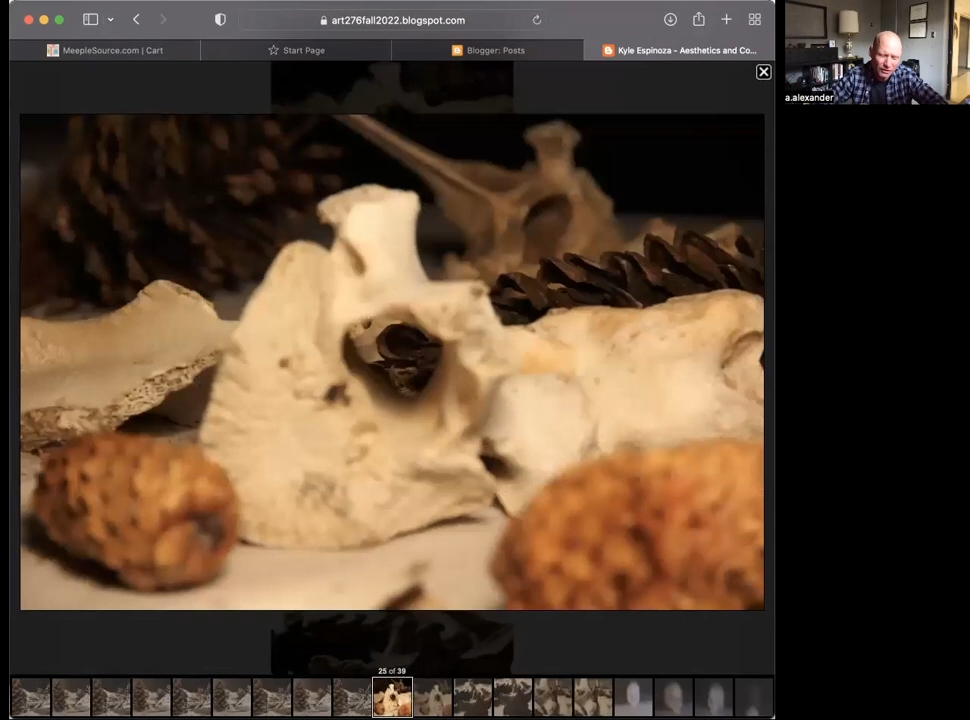 art276fall2022.blogspot.com
MeepleSource.com | Cart
Start Page
Blogger: Posts
Kyle Espinoza - Aesthetics and Co...
a.alexander
25 of 39